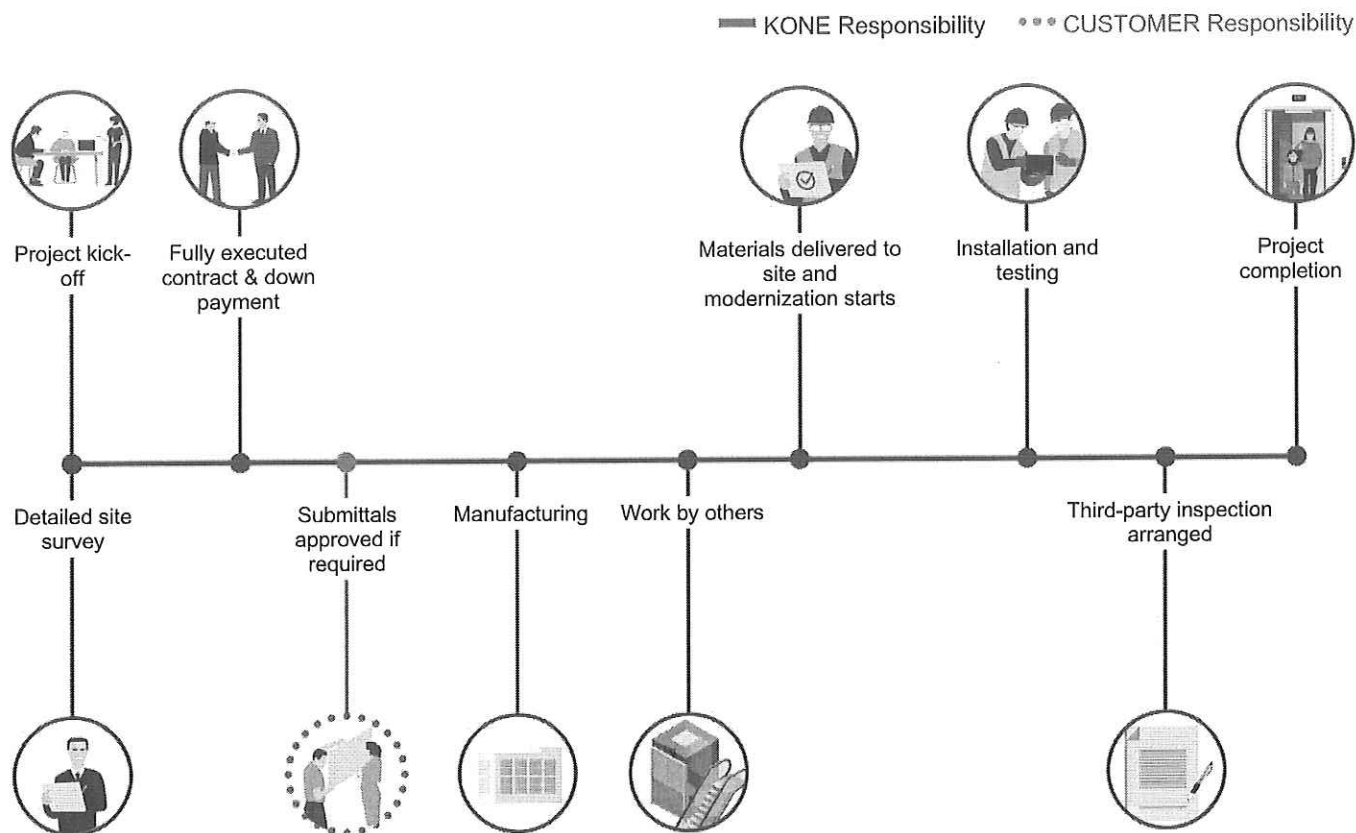 KONE Responsibility
CUSTOMER Responsibility
Project kick-
off
Fully executed
contract & down
payment
Materials delivered to
site and
modernization starts
Installation and
testing
Project
completion
Detailed site
survey
Submittals
approved if
required
Manufacturing
Work by others
Third-party inspection
arranged